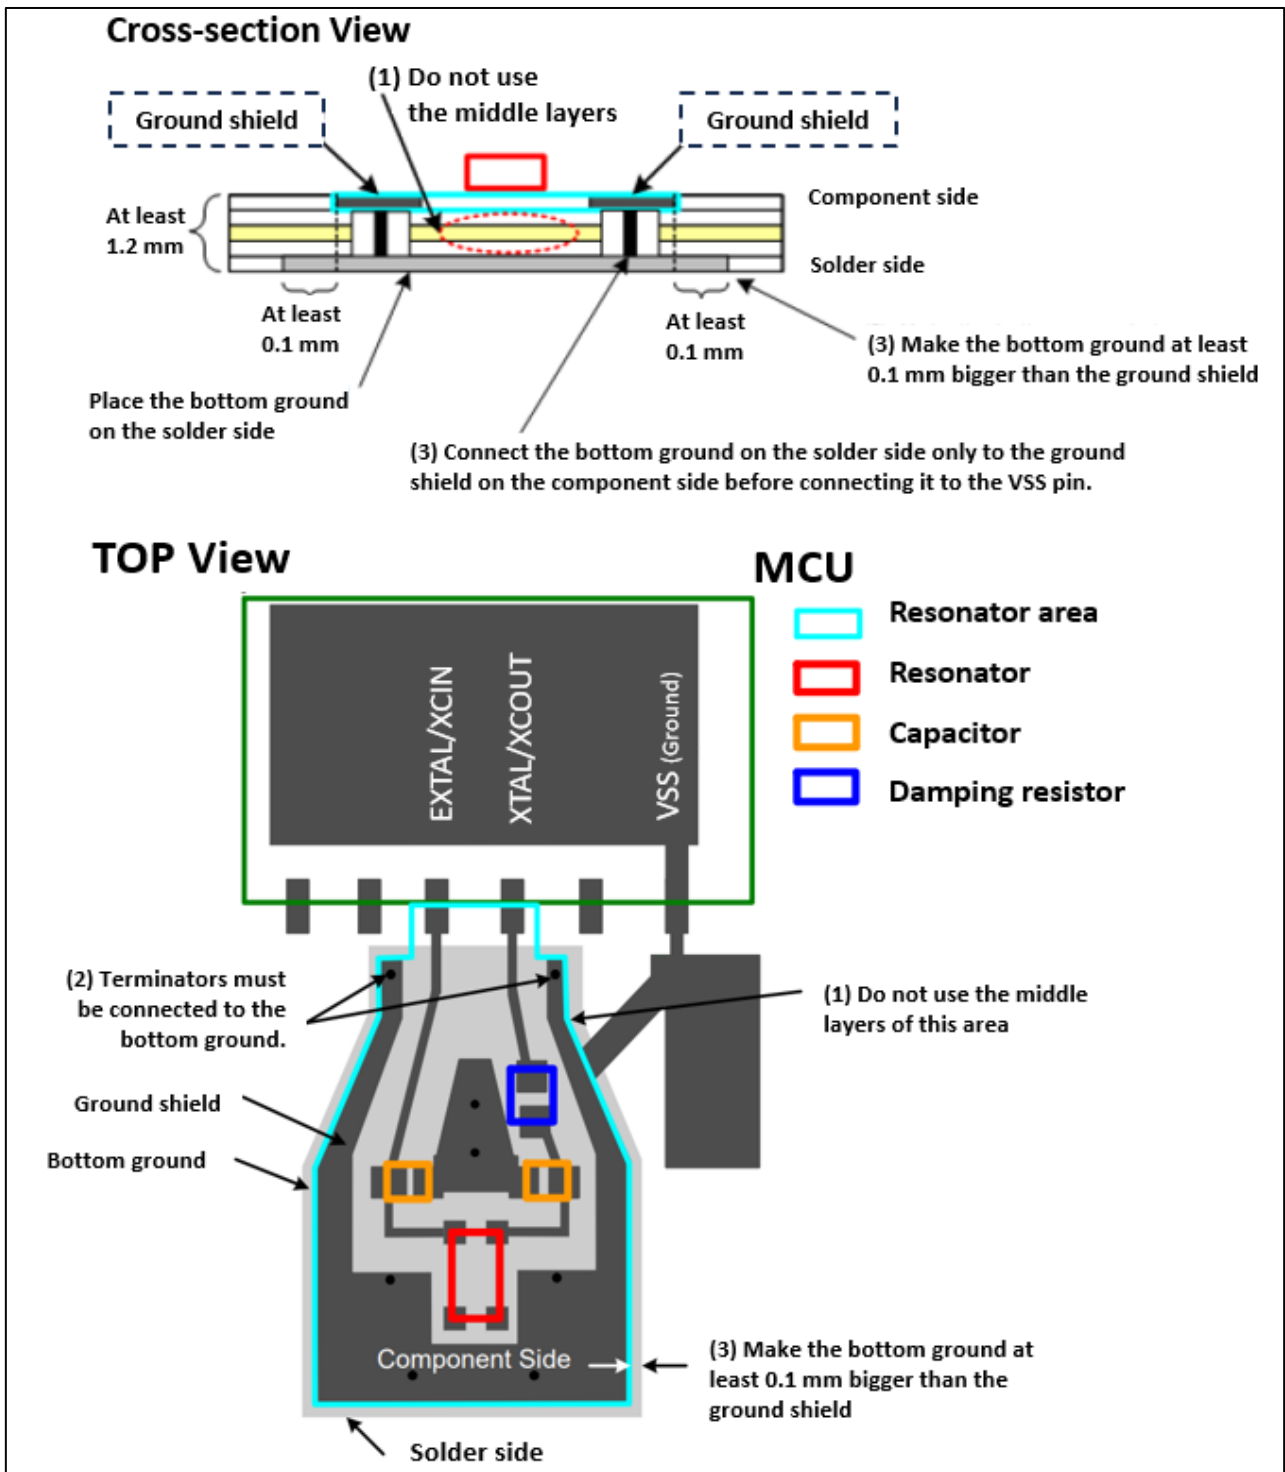 Cross-section View
(1) Do not use
the middle layers
Ground shield
Ground shield
At least
1.2 mm
Component side
Solder side
At least
0.1 mm
At least
0.1 mm
(3) Make the bottom ground at least
0.1 mm bigger than the ground shield
Place the bottom ground
on the solder side
(3) Connect the bottom ground on the solder side only to the ground
shield on the component side before connecting it to the VSS pin.
TOP View
MCU
Resonator area
Resonator
Capacitor
Damping resistor
EXTAL/XCIN
XTAL/XCOUT
VSS (Ground)
(2) Terminators must
be connected to the
bottom ground.
(1) Do not use the middle
layers of this area
Ground shield
Bottom ground
Component Side
(3) Make the bottom ground at
least 0.1 mm bigger than the
ground shield
Solder side